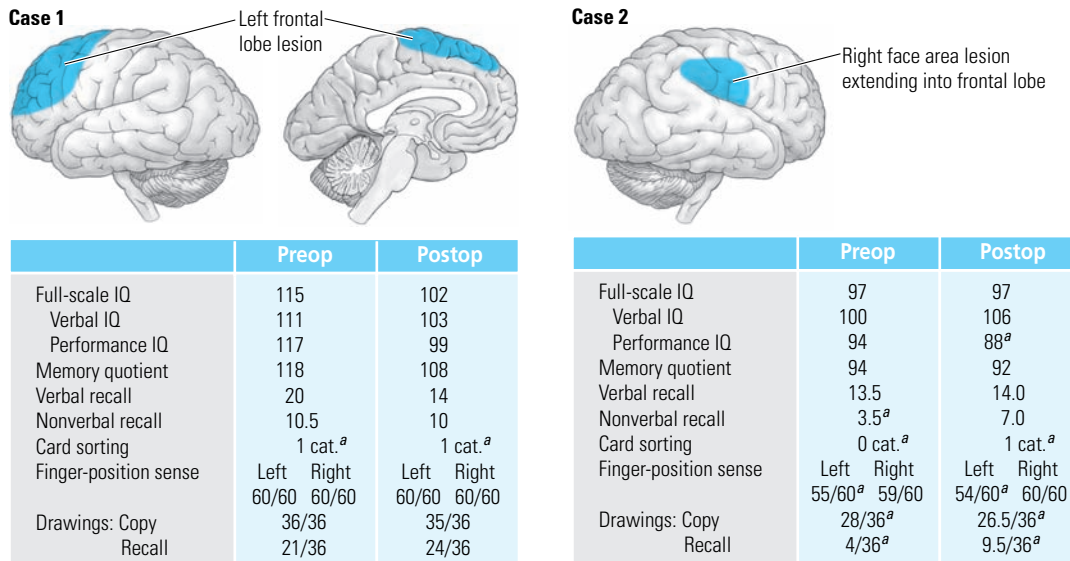 Case 1
Left frontal
lobe lesion
Preop Postop
Full-scale IQ 115 102
Verbal IQ 111 103
Performance IQ 117 99
Memory quotient 118 108
Verbal recall 20 14
Nonverbal recall 10.5 10
Card sorting 1 cat.ᵃ 1 cat.ᵃ
Finger-position sense Left Right Left Right
60/60 60/60 60/60 60/60
Drawings: Copy 36/36 35/36
Recall 21/36 24/36
Case 2
Right face area lesion
extending into frontal lobe
Preop Postop
Full-scale IQ 97 97
Verbal IQ 100 106
Performance IQ 94 88ᵃ
Memory quotient 94 92
Verbal recall 13.5 14.0
Nonverbal recall 3.5ᵃ 7.0
Card sorting 0 cat.ᵃ 1 cat.ᵃ
Finger-position sense Left Right Left Right
55/60ᵃ 59/60 54/60ᵃ 60/60
Drawings: Copy 28/36ᵃ 26.5/36ᵃ
Recall 4/36ᵃ 9.5/36ᵃ